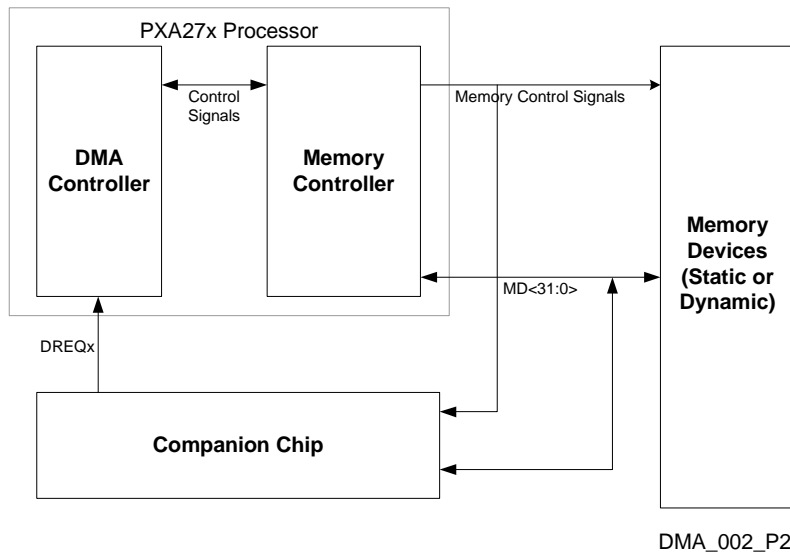 PXA27x Processor
Control
Signals
Memory Control Signals
DMA
Controller
Memory
Controller
Memory
Devices
(Static or
Dynamic)
MD<31:0>
DREQx
Companion Chip
DMA_002_P2